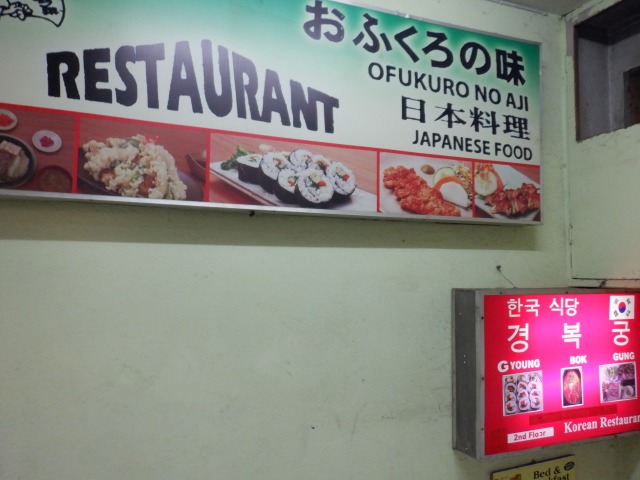 RESTAURANT
おふくろの味
OFUKURO NO AJI
日本料理
JAPANESE FOOD
한국 식당
경 복 궁
GYOUNG BOK GUNG
2nd Floor
Korean Restauran
Bed &